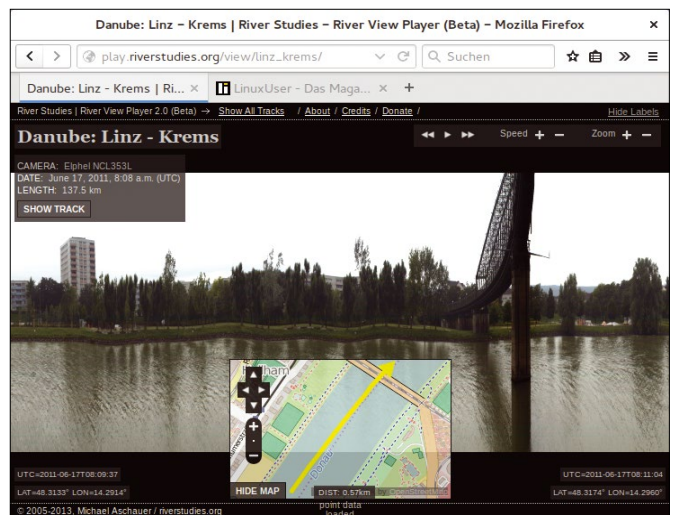 Danube: Linz – Krems | River Studies – River View Player (Beta) – Mozilla Firefox ×
play.riverstudies.org/view/linz_krems/ Suchen
Danube: Linz - Krems | Ri... × LinuxUser - Das Maga... × +
River Studies | River View Player 2.0 (Beta) → Show All Tracks / About / Credits / Donate / Hide Labels
Danube: Linz - Krems Speed + − Zoom + −
CAMERA: Elphel NCL353L
DATE: June 17, 2011, 8:08 a.m. (UTC)
LENGTH: 137.5 km
SHOW TRACK
Donau
UTC=2011-06-17T08:09:37 UTC=2011-06-17T08:11:04
LAT=48.3133° LON=14.2914° HIDE MAP DIST: 0.57km LAT=48.3174° LON=14.2960°
© 2005-2013, Michael Aschauer / riverstudies.org point data
loaded